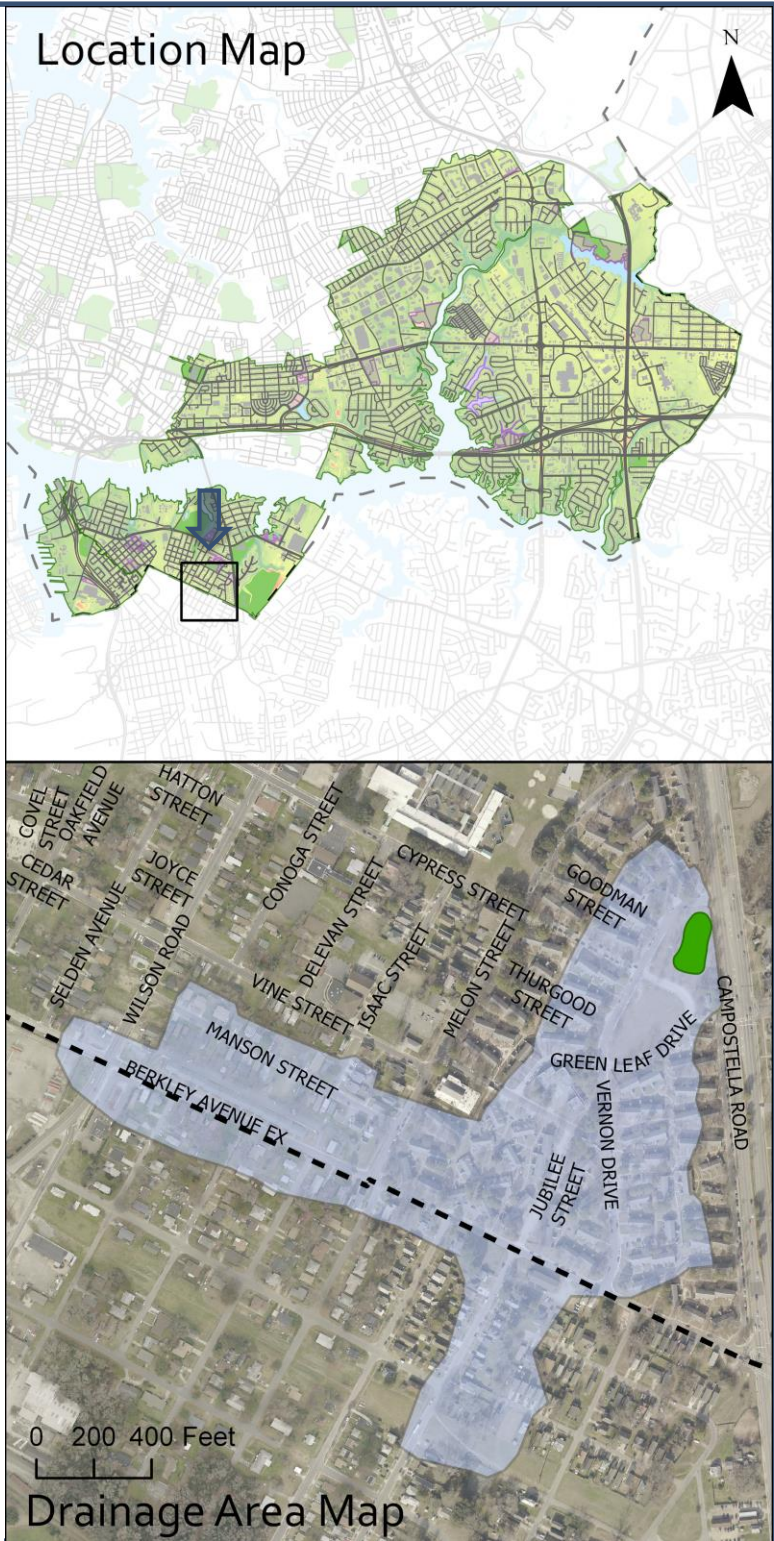 Location Map
N
HATTON
STREET
COVEL
STREET
OAKFIELD
AVENUE
CEDAR
STREET
JOYCE
STREET
CONOGA STREET
SELDEN AVENUE
WILSON ROAD
DELEVAN STREET
VINE STREET
CYPRESS STREET
ISAAC STREET
MELON STREET
GOODMAN
STREET
THURGOOD
STREET
CAMPOSTELLA ROAD
MANSON STREET
BERKLEY AVENUE EX
GREEN LEAF DRIVE
VERNON DRIVE
JUBILEE
STREET
0 200 400 Feet
Drainage Area Map